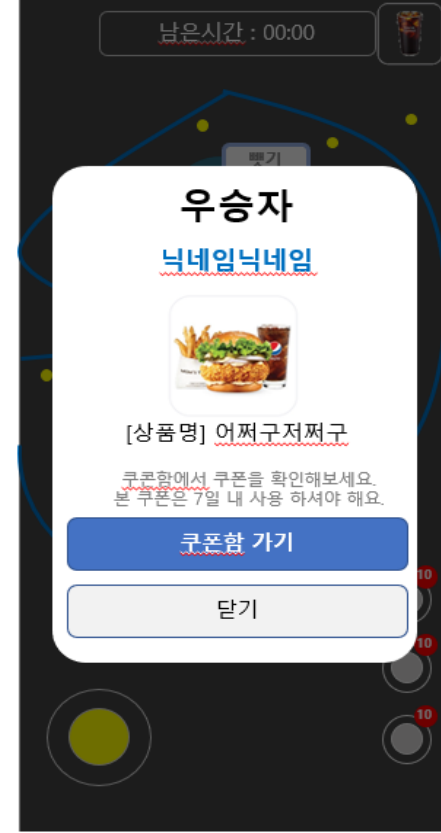 남은시간 : 00:00
뺏기
우승자
닉네임닉네임
[상품명] 어쩌구저쩌구
쿠콘함에서 쿠폰을 확인해보세요.
본 쿠폰은 7일 내 사용 하셔야 해요.
쿠폰함 가기
닫기
10
10
10